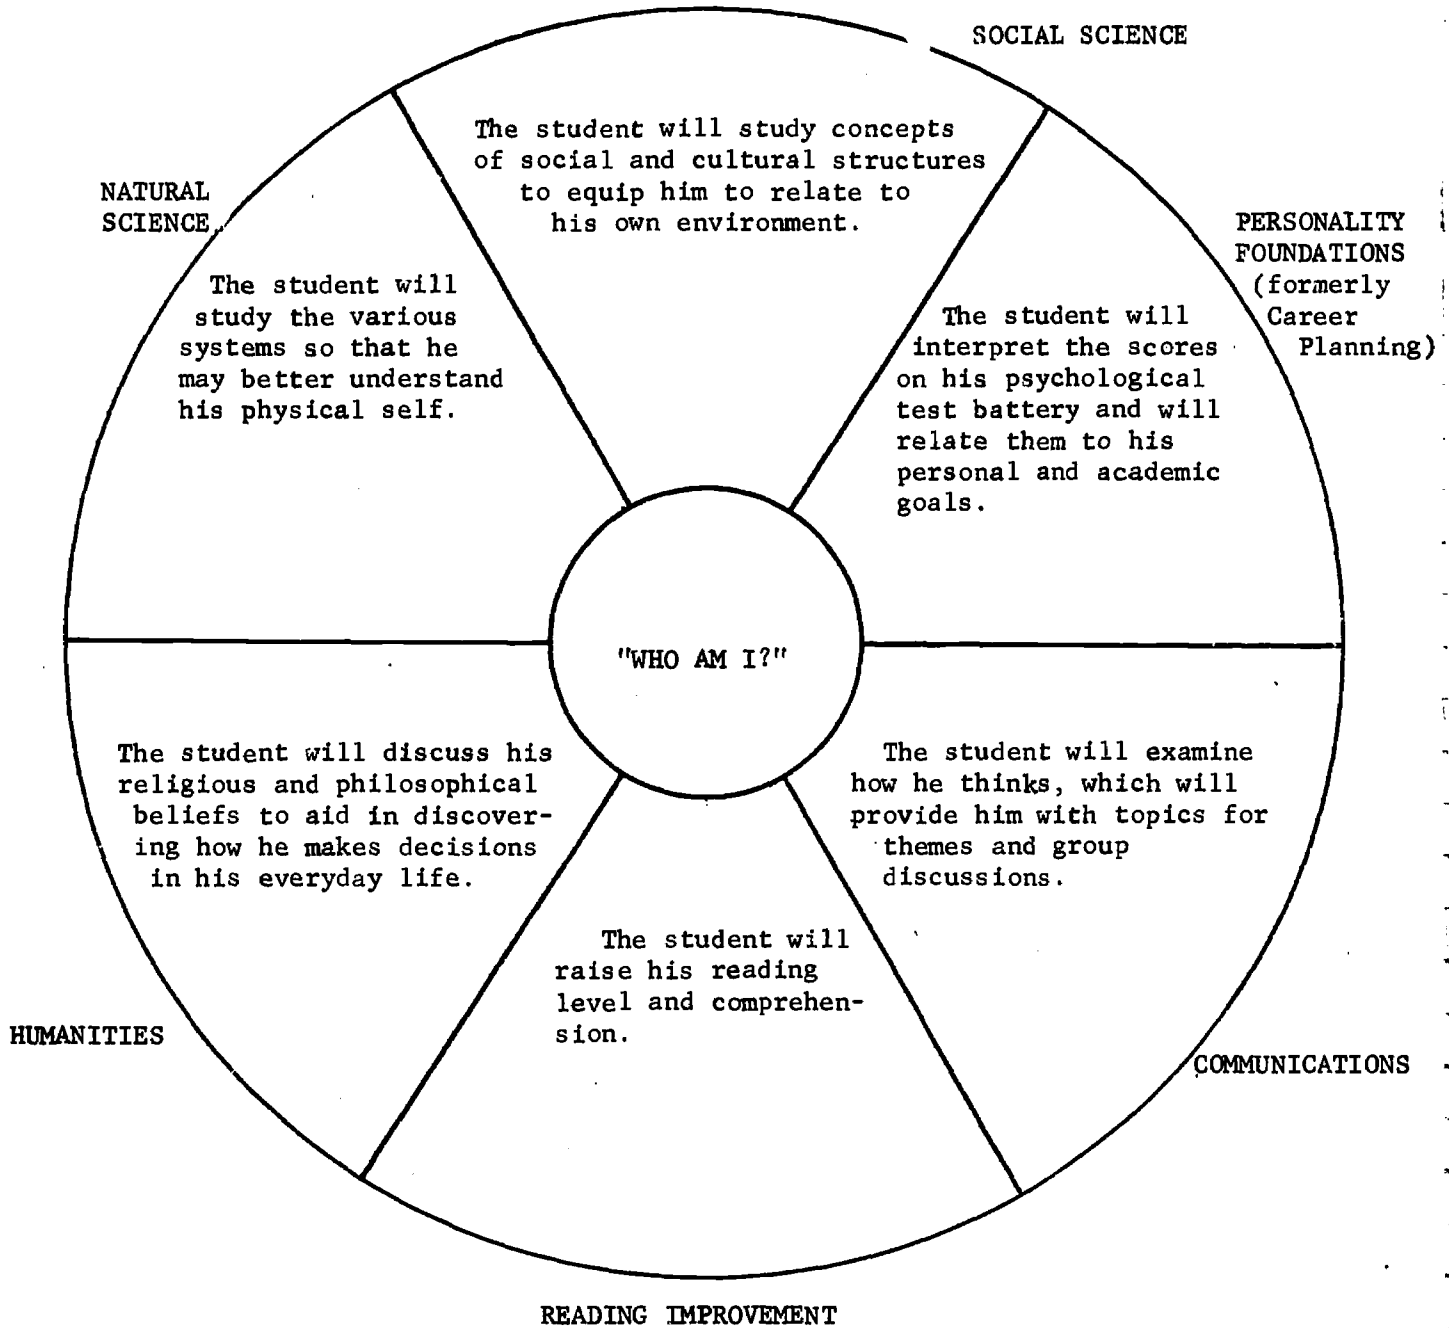 SOCIAL SCIENCE
The student will study concepts
of social and cultural structures
to equip him to relate to
his own environment.
NATURAL
SCIENCE
The student will
study the various
systems so that he
may better understand
his physical self.
PERSONALITY
FOUNDATIONS
(formerly
Career
Planning)
The student will
interpret the scores
on his psychological
test battery and will
relate them to his
personal and academic
goals.
"WHO AM I?"
The student will discuss his
religious and philosophical
beliefs to aid in discover-
ing how he makes decisions
in his everyday life.
HUMANITIES
The student will examine
how he thinks, which will
provide him with topics for
themes and group
discussions.
COMMUNICATIONS
The student will
raise his reading
level and comprehen-
sion.
READING IMPROVEMENT